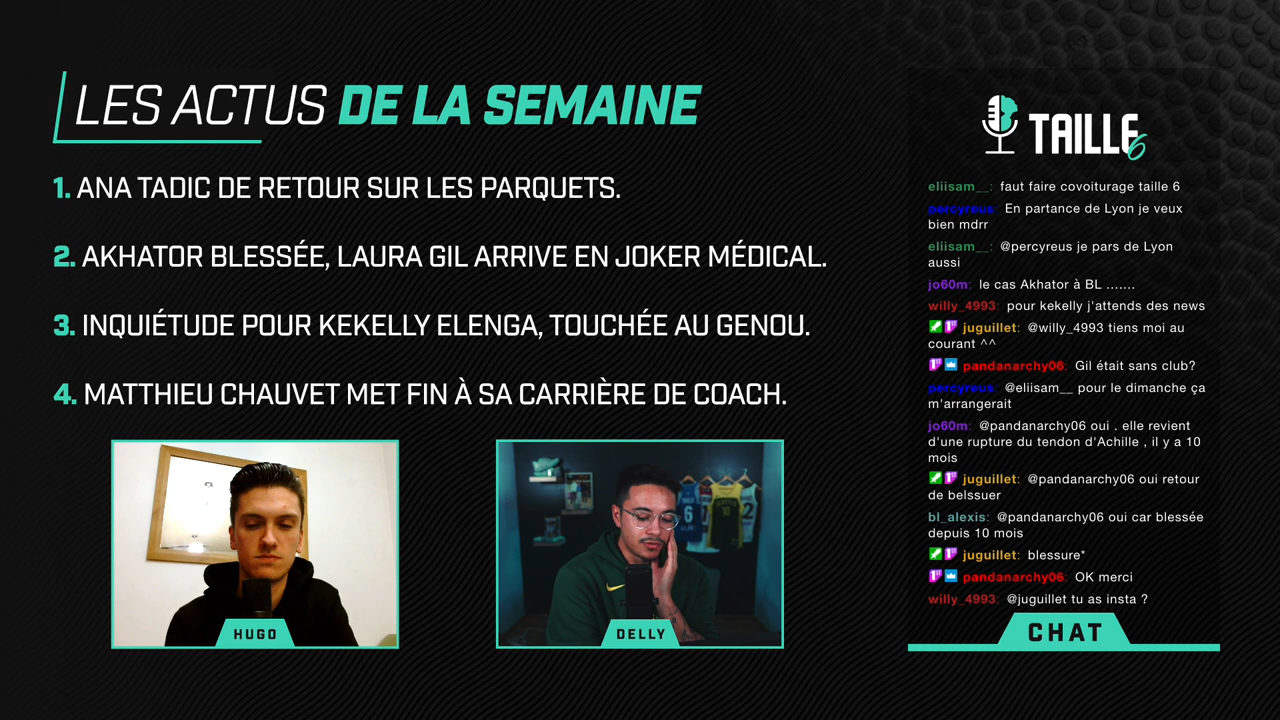 LES ACTUS DE LA SEMAINE
1. ANA TADIC DE RETOUR SUR LES PARQUETS.
2. AKHATOR BLESSÉE, LAURA GIL ARRIVE EN JOKER MÉDICAL.
3. INQUIÉTUDE POUR KEKELLY ELENGA, TOUCHÉE AU GENOU.
4. MATTHIEU CHAUVET MET FIN À SA CARRIÈRE DE COACH.
HUGO
DELLY
TAILLE 6
eliisam__: faut faire covoiturage taille 6
percyreus: En partance de Lyon je veux
bien mdrr
eliisam__: @percyreus je pars de Lyon
aussi
jo60m: le cas Akhator à BL .......
willy_4993: pour kekelly j'attends des news
juguillet: @willy_4993 tiens moi au
courant ^^
pandanarchy06: Gil était sans club?
percyreus: @eliisam__ pour le dimanche ça
m'arrangerait
jo60m: @pandanarchy06 oui . elle revient
d'une rupture du tendon d'Achille , il y a 10
mois
juguillet: @pandanarchy06 oui retour
de belssuer
bl_alexis: @pandanarchy06 oui car blessée
depuis 10 mois
juguillet: blessure*
pandanarchy06: OK merci
willy_4993: @juguillet tu as insta ?
CHAT